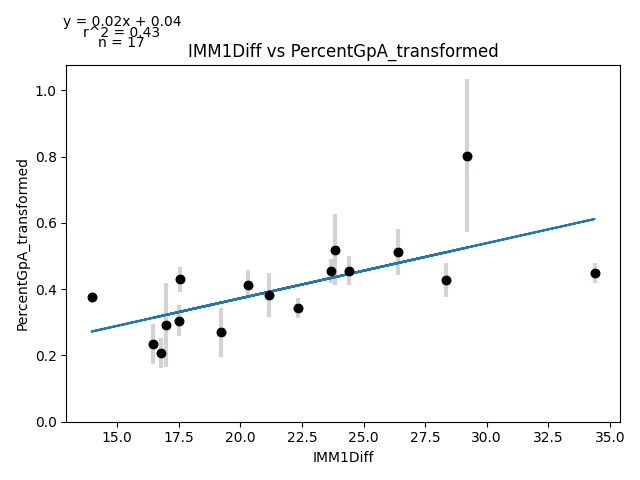 y = 0.02x + 0.04
r^2 = 0.43
n = 17
IMM1Diff vs PercentGpA_transformed
1.0
0.8
0.6
0.4
0.2
0.0
PercentGpA_transformed
15.0 17.5 20.0 22.5 25.0 27.5 30.0 32.5 35.0
IMM1Diff